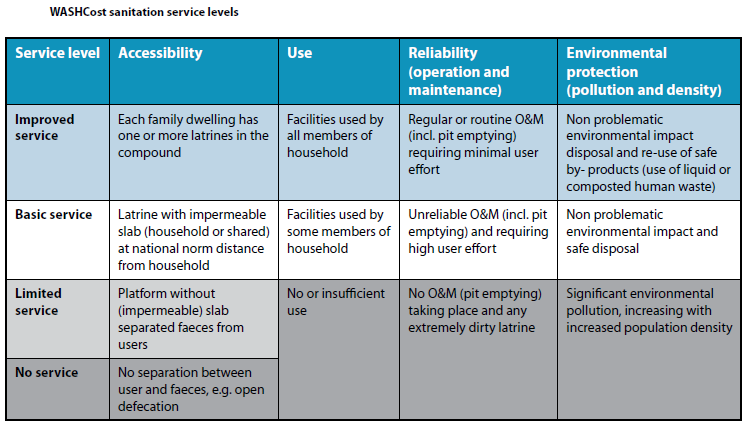 WASHCost sanitation service levels
Service level
Accessibility
Use
Reliability
(operation and
maintenance)
Environmental
protection
(pollution and density)
Improved
service
Each family dwelling has
one or more latrines in the
compound
Facilities used by
all members of
household
Regular or routine O&M
(incl. pit emptying)
requiring minimal user
effort
Non problematic
environmental impact
disposal and re-use of safe
by- products (use of liquid or
composted human waste)
Basic service
Latrine with impermeable
slab (household or shared)
at national norm distance
from household
Facilities used by
some members of
household
Unreliable O&M (incl. pit
emptying) and requiring
high user effort
Non problematic
environmental impact and
safe disposal
Limited
service
Platform without
(impermeable) slab
separated faeces from
users
No or insufficient
use
No O&M (pit emptying)
taking place and any
extremely dirty latrine
Significant environmental
pollution, increasing with
increased population density
No service
No separation between
user and faeces, e.g. open
defecation